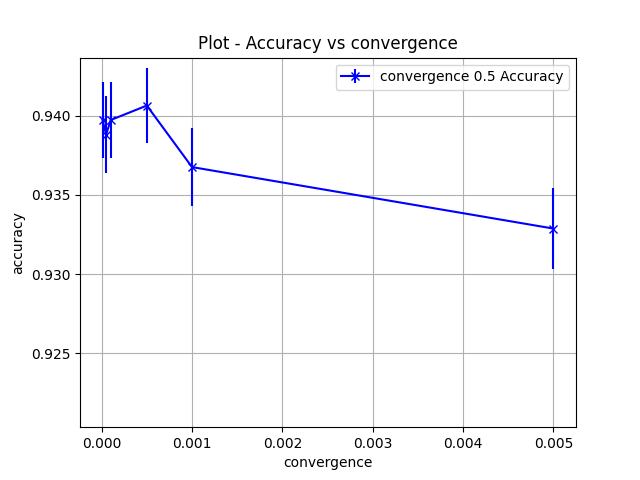 Plot - Accuracy vs convergence
convergence 0.5 Accuracy
accuracy
0.940
0.935
0.930
0.925
0.000 0.001 0.002 0.003 0.004 0.005
convergence